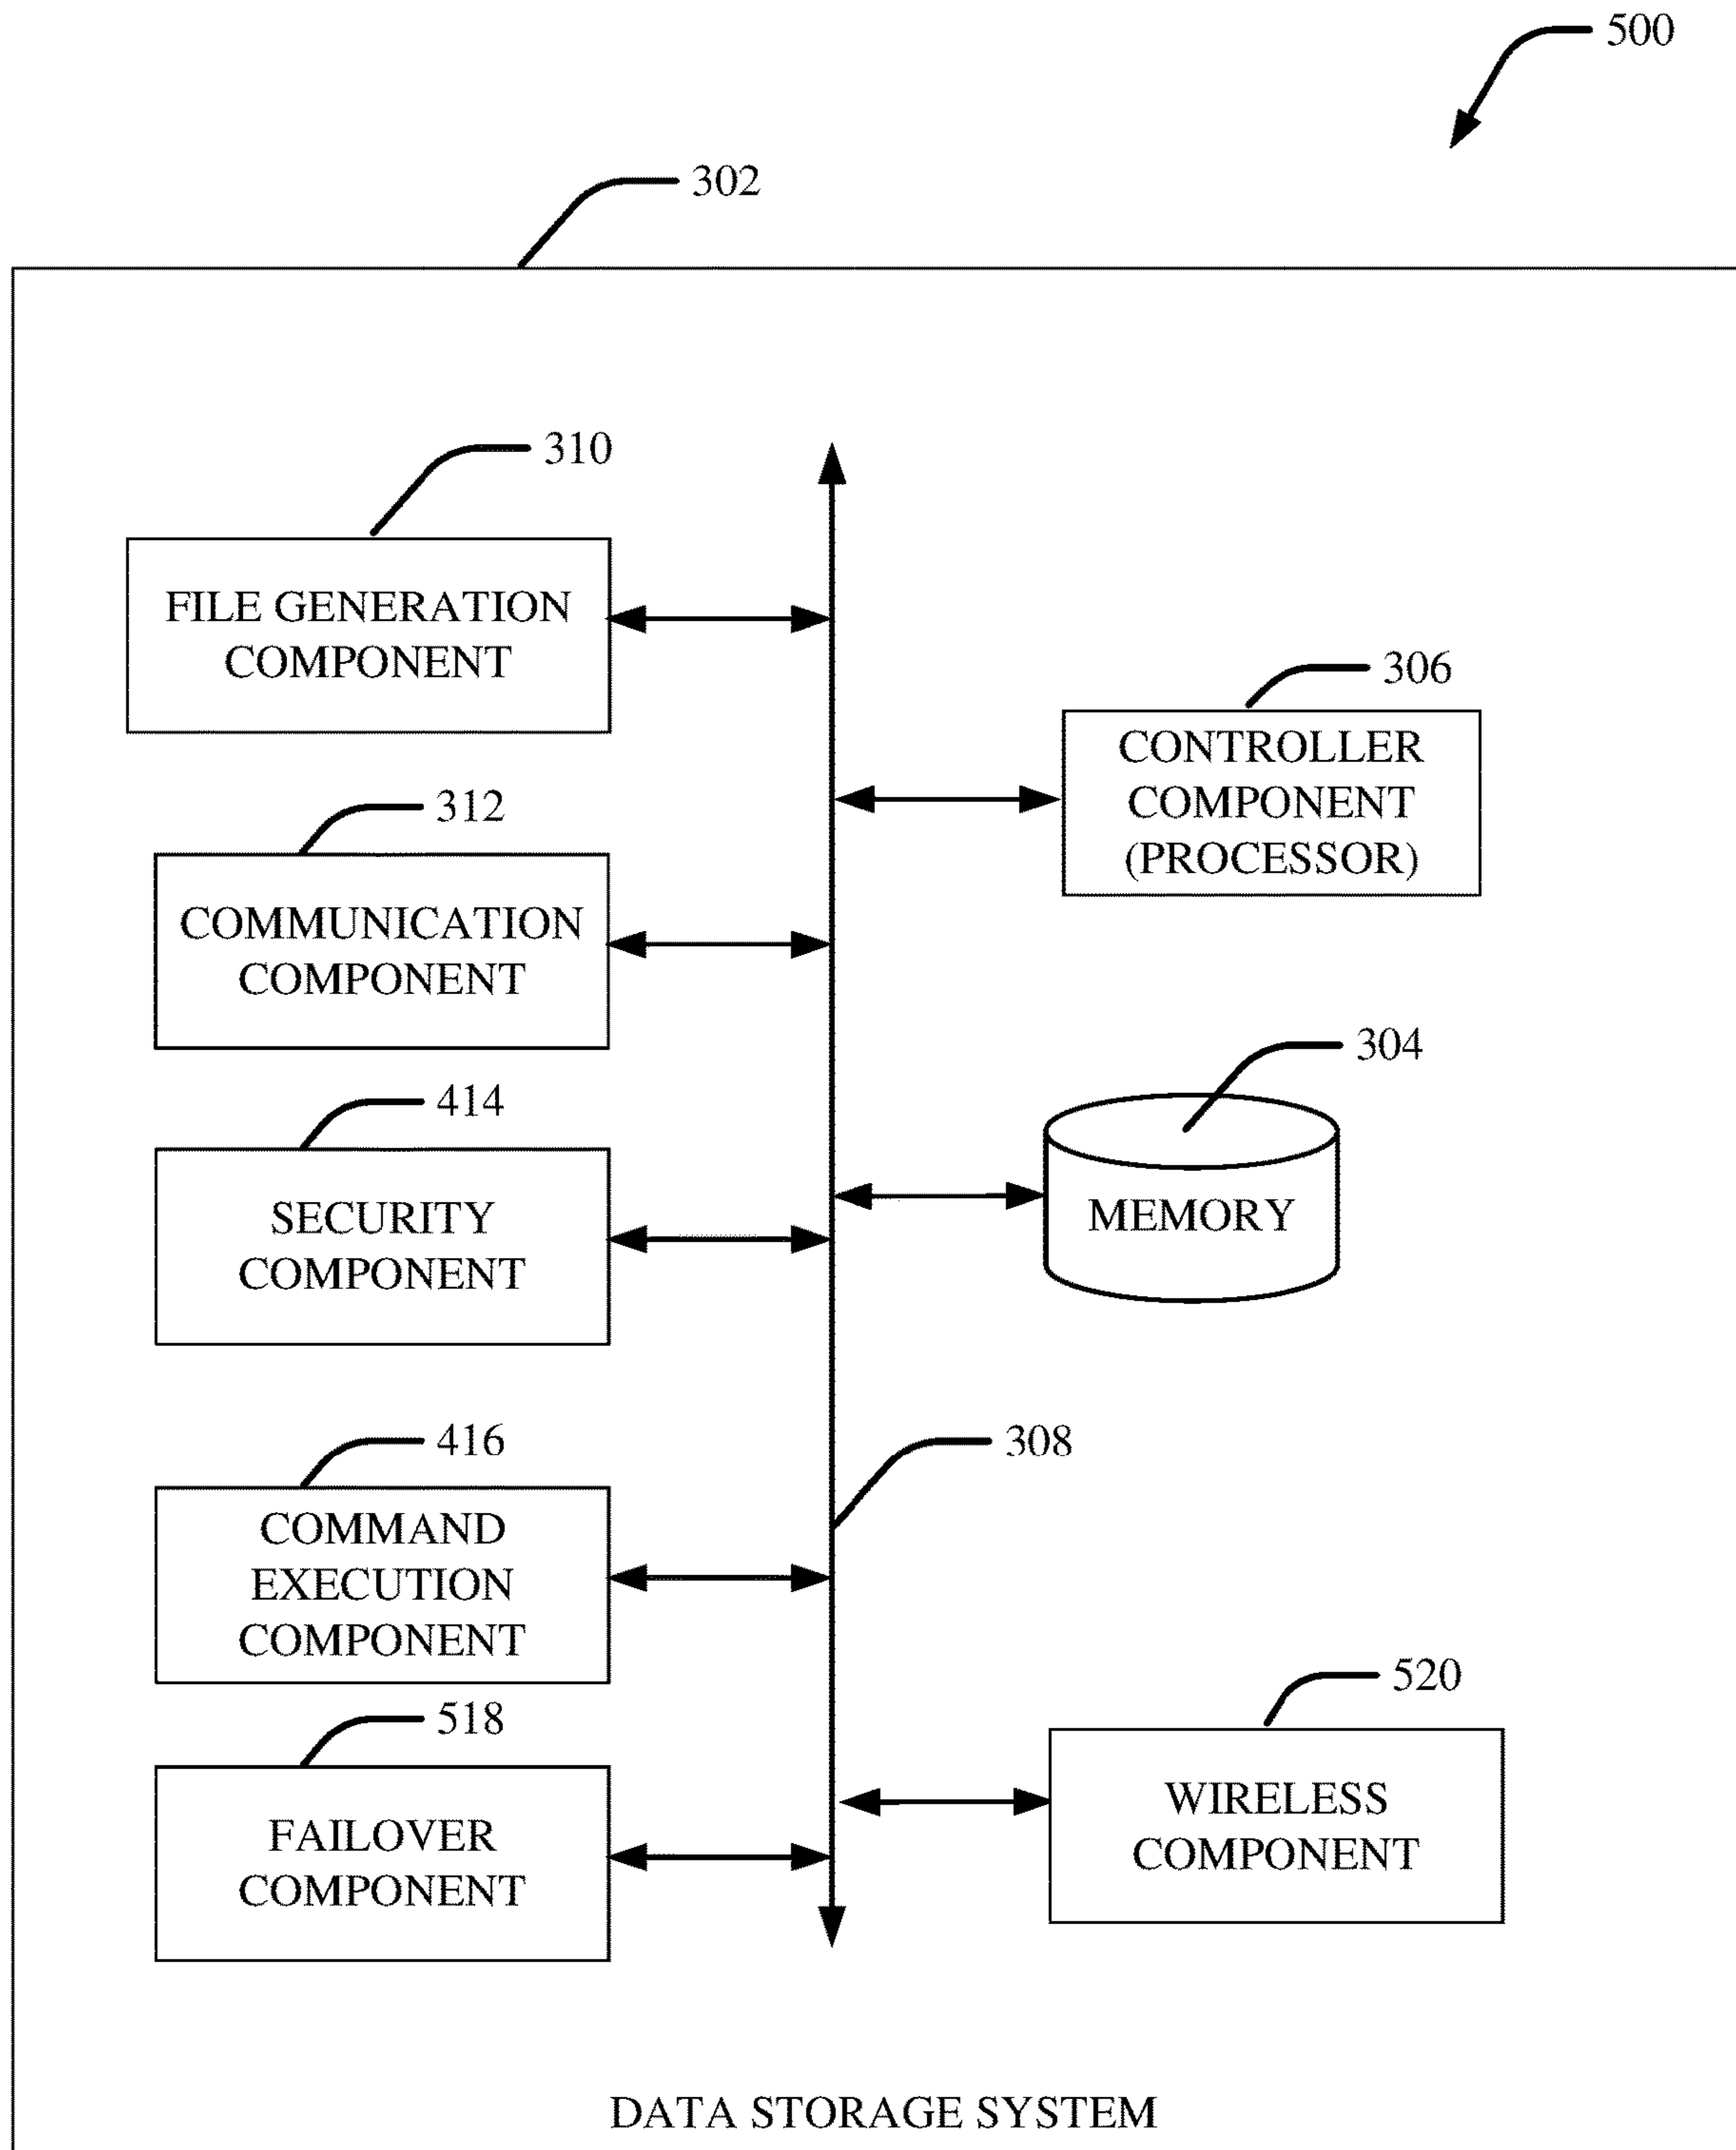 500
302
310
FILE GENERATION
COMPONENT
306
CONTROLLER
COMPONENT
(PROCESSOR)
312
COMMUNICATION
COMPONENT
304
MEMORY
414
SECURITY
COMPONENT
416
COMMAND
EXECUTION
COMPONENT
308
518
FAILOVER
COMPONENT
520
WIRELESS
COMPONENT
DATA STORAGE SYSTEM